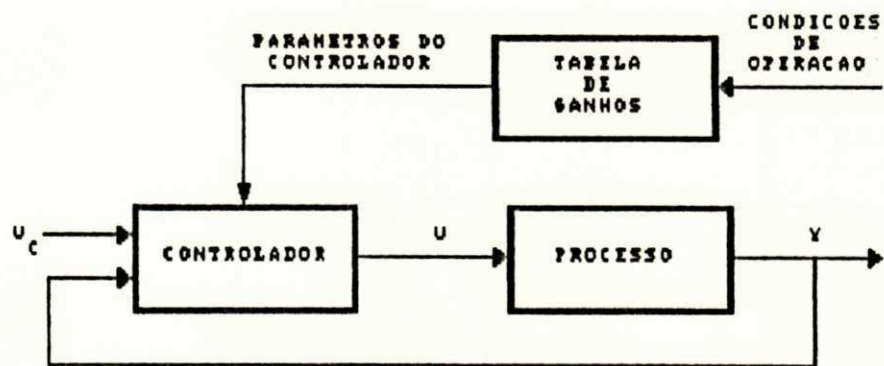 PARAMETROS DO
CONTROLADOR
TABELA
DE
GANHOS
CONDICOES
DE
OPERACAO
U
C
CONTROLADOR
U
PROCESSO
Y